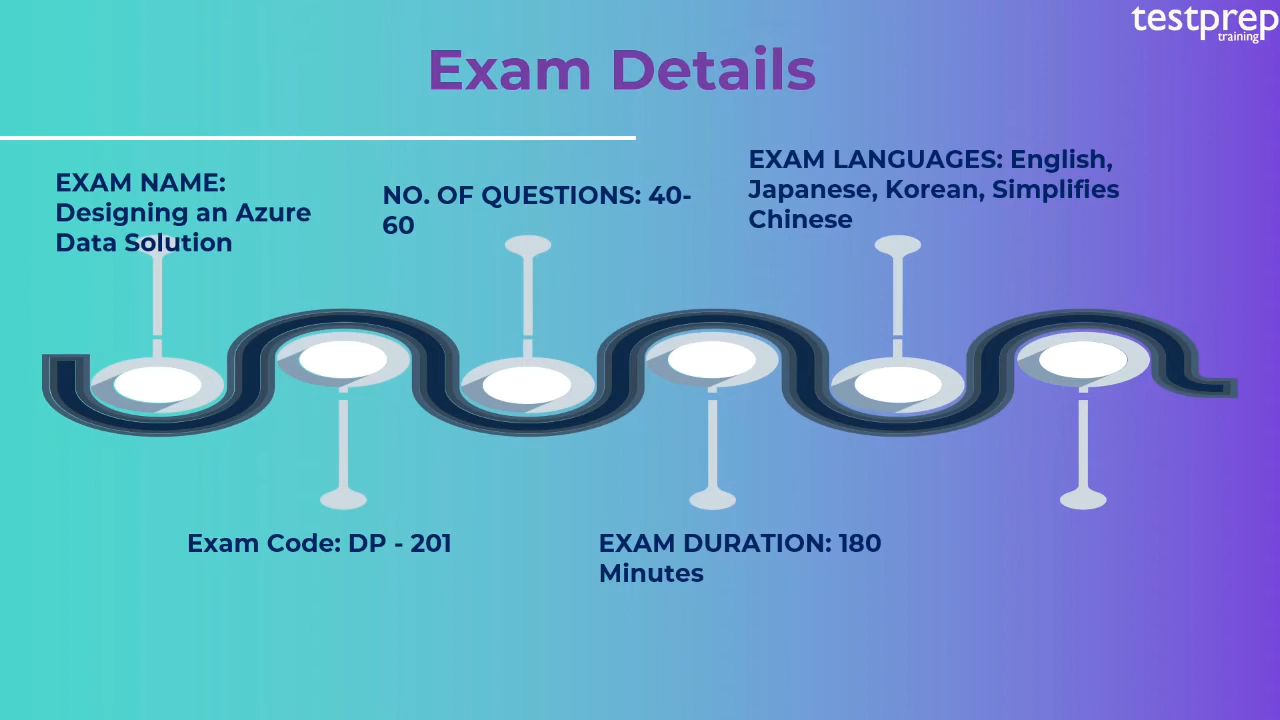 testprep
training
Exam Details
EXAM NAME:
Designing an Azure
Data Solution
NO. OF QUESTIONS: 40-
60
EXAM LANGUAGES: English,
Japanese, Korean, Simplifies
Chinese
Exam Code: DP - 201
EXAM DURATION: 180
Minutes